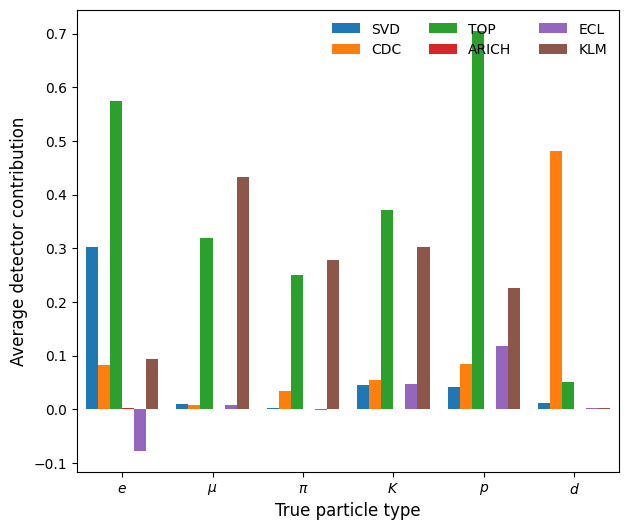 SVD TOP ECL
CDC ARICH KLM
Average detector contribution
0.7
0.6
0.5
0.4
0.3
0.2
0.1
0.0
−0.1
e μ π K p d
True particle type